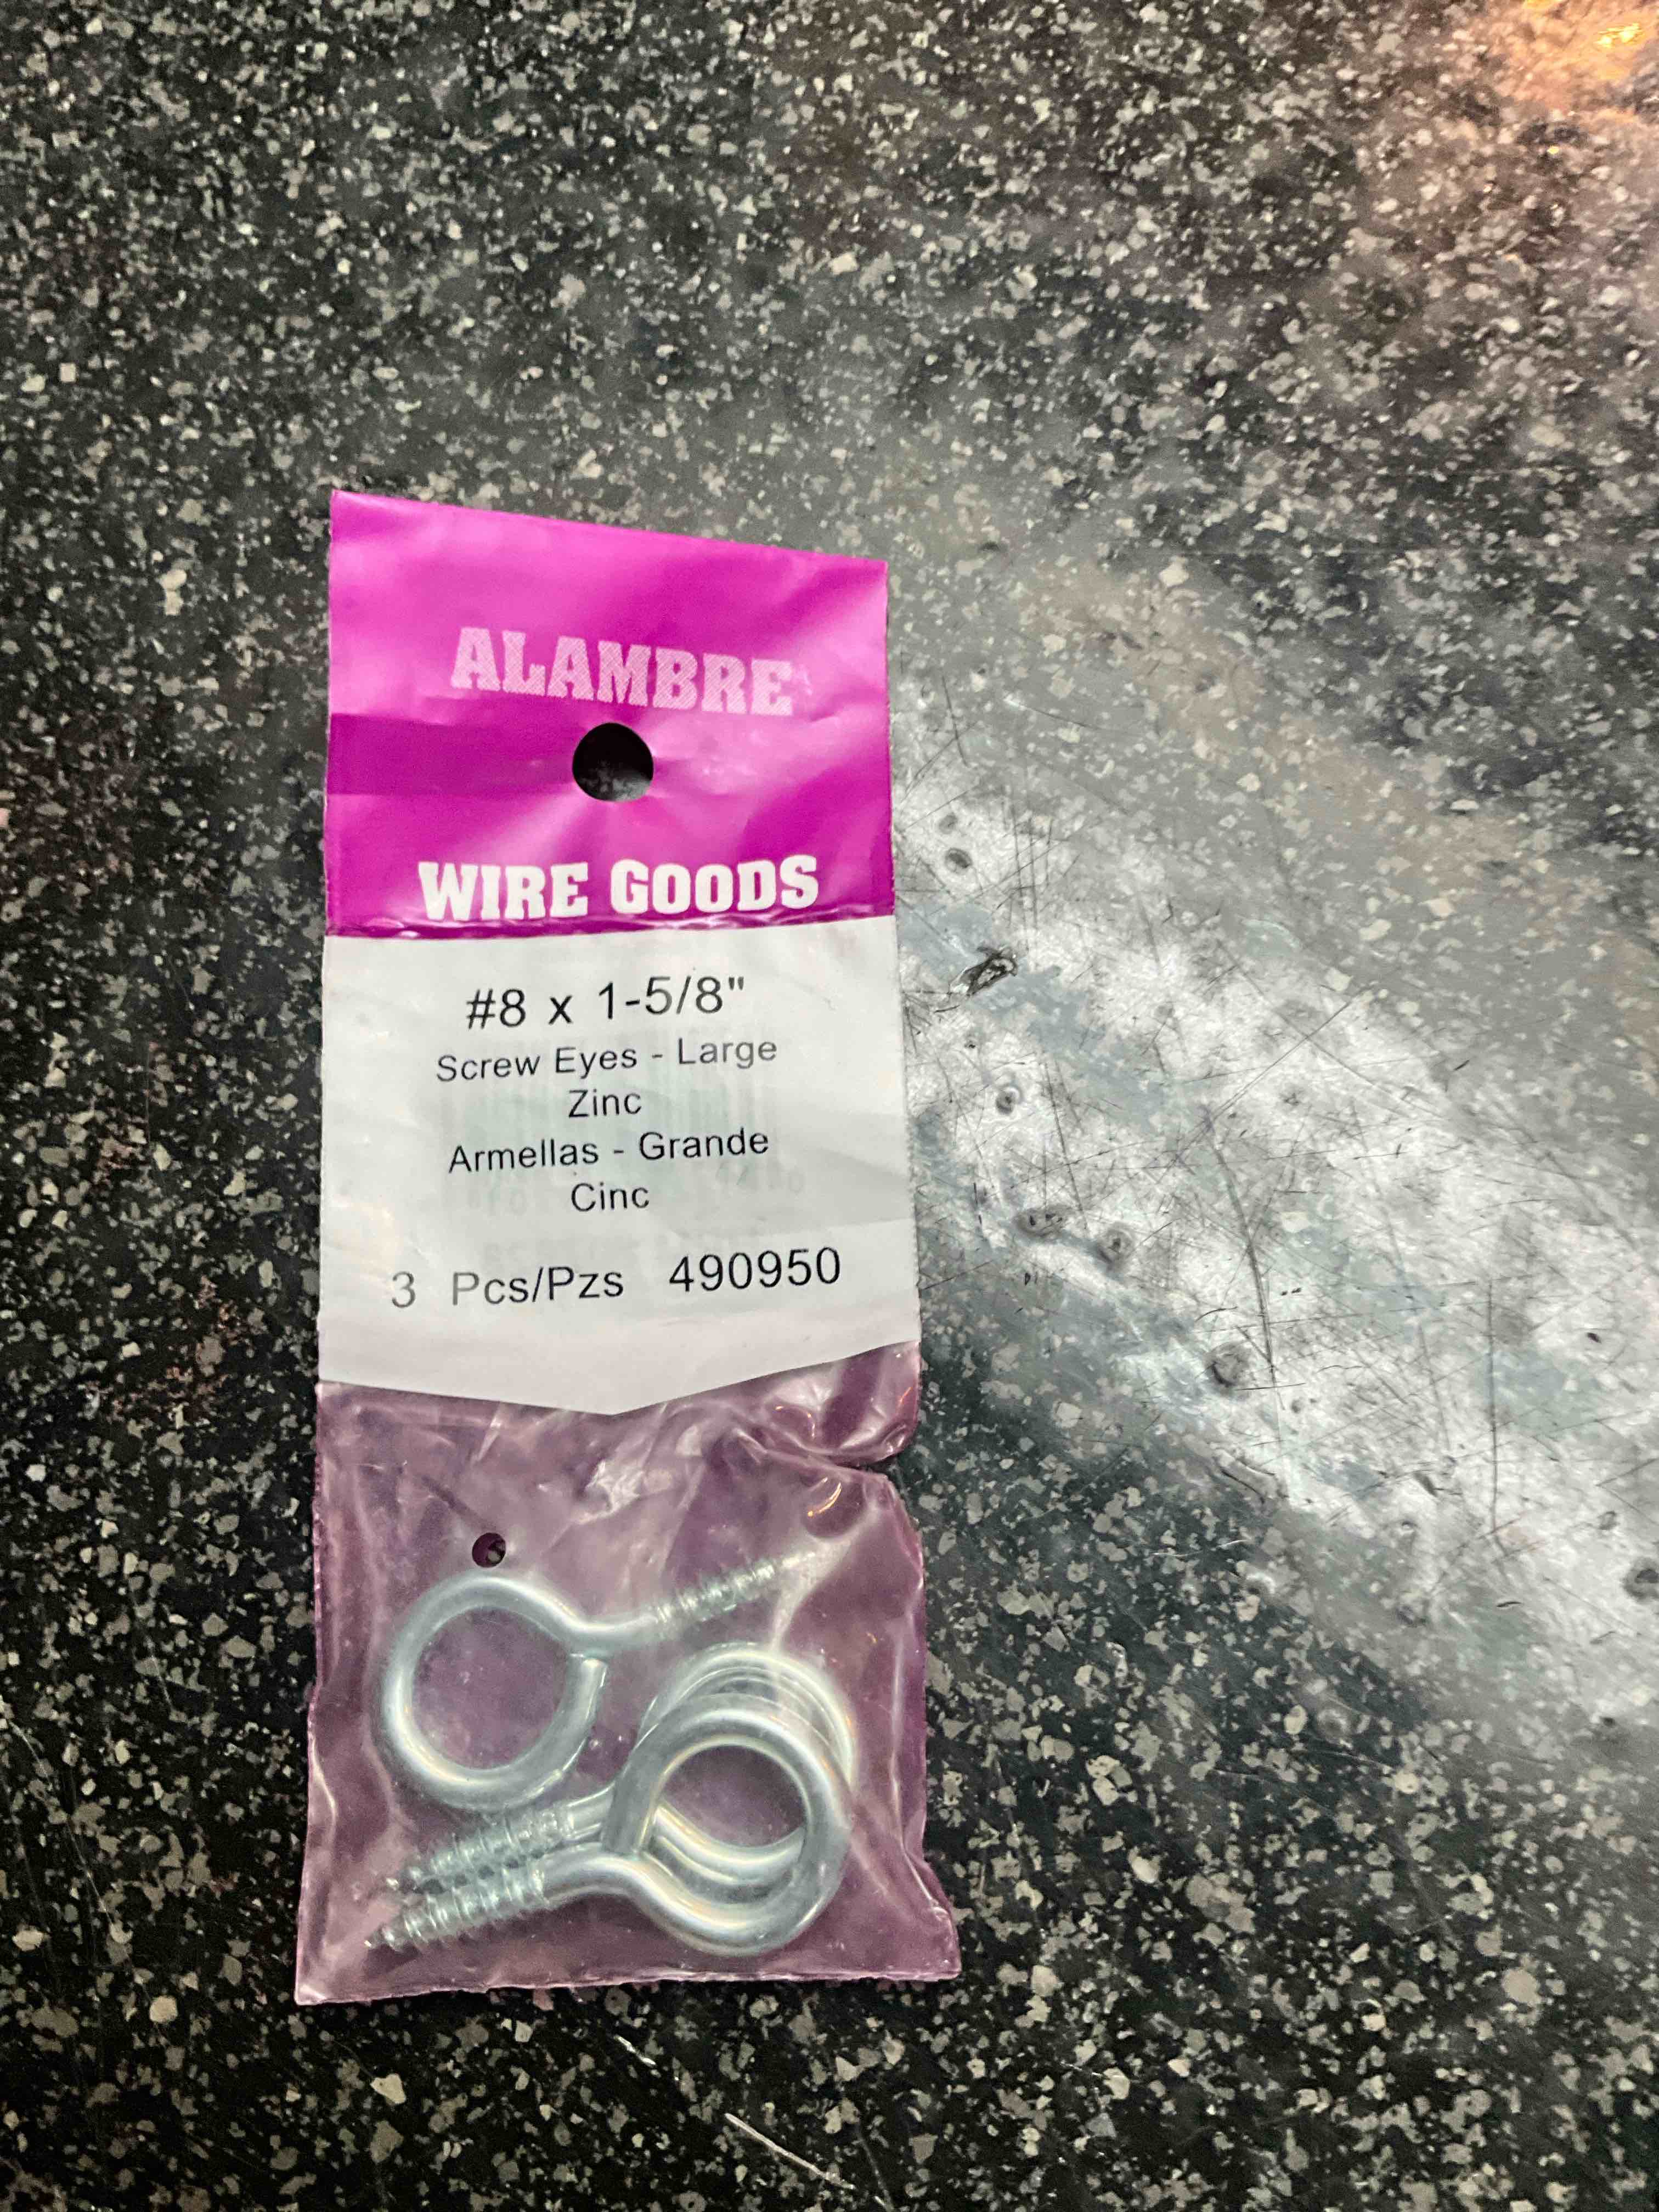 ALAMBRE
WIRE GOODS
#8 x 1-5/8"
Screw Eyes - Large
Zinc
Armellas - Grande
Cinc
3 Pcs/Pzs 490950